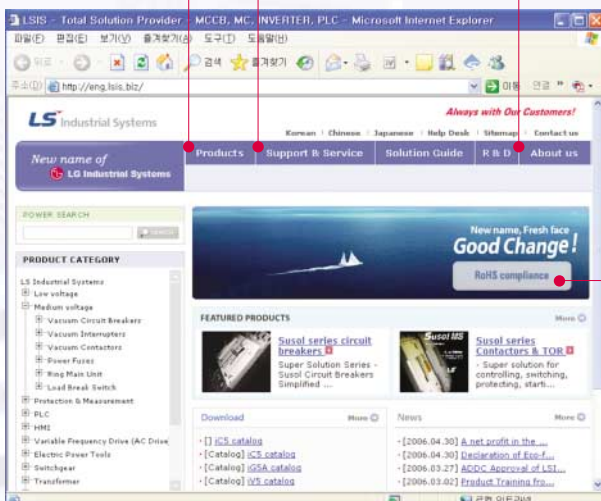 LSIS - Total Solution Provider - MCCB, MC, INVERTER, PLC - Microsoft Internet Explorer
파일(F) 편집(E) 보기(V) 즐겨찾기(A) 도구(T) 도움말(H)
검색 즐겨찾기
주소(D) http://eng.lsis.biz/ 이동 연결 »
LS Industrial Systems
Always with Our Customers!
Korean | Chinese | Japanese | Help Desk | Sitemap | Contact us
New name of
LG Industrial Systems
Products Support & Service Solution Guide R & D About us
POWER SEARCH
SEARCH
New name, Fresh face
Good Change!
RoHS compliance
PRODUCT CATEGORY
LS Industrial Systems
Low voltage
Medium voltage
Vacuum Circuit Breakers
Vacuum Interrupters
Vacuum Contactors
Power Fuses
Ring Main Unit
Load Break Switch
Protection & Measurement
PLC
HMI
Variable Frequency Drive (AC Drive
Electric Power Tools
Switchgear
Transformer
FEATURED PRODUCTS More
Susol series circuit
breakers
Super Solution Series -
Susol Circuit Breakers
Simplified ...
Susol MS
Susol series
Contactors & TOR
- Super solution for
controlling, switching,
protecting, starti...
Download More
· [] iC5 catalog
· [Catalog] iC5 catalog
· [Catalog] iG5A catalog
· [Catalog] iV5 catalog
News More
· [2006.04.30] A net profit in the ...
· [2006.04.30] Declaration of Eco-f...
· [2006.03.27] ADDC Approval of LSI...
· [2006.03.02] Product Training fro...